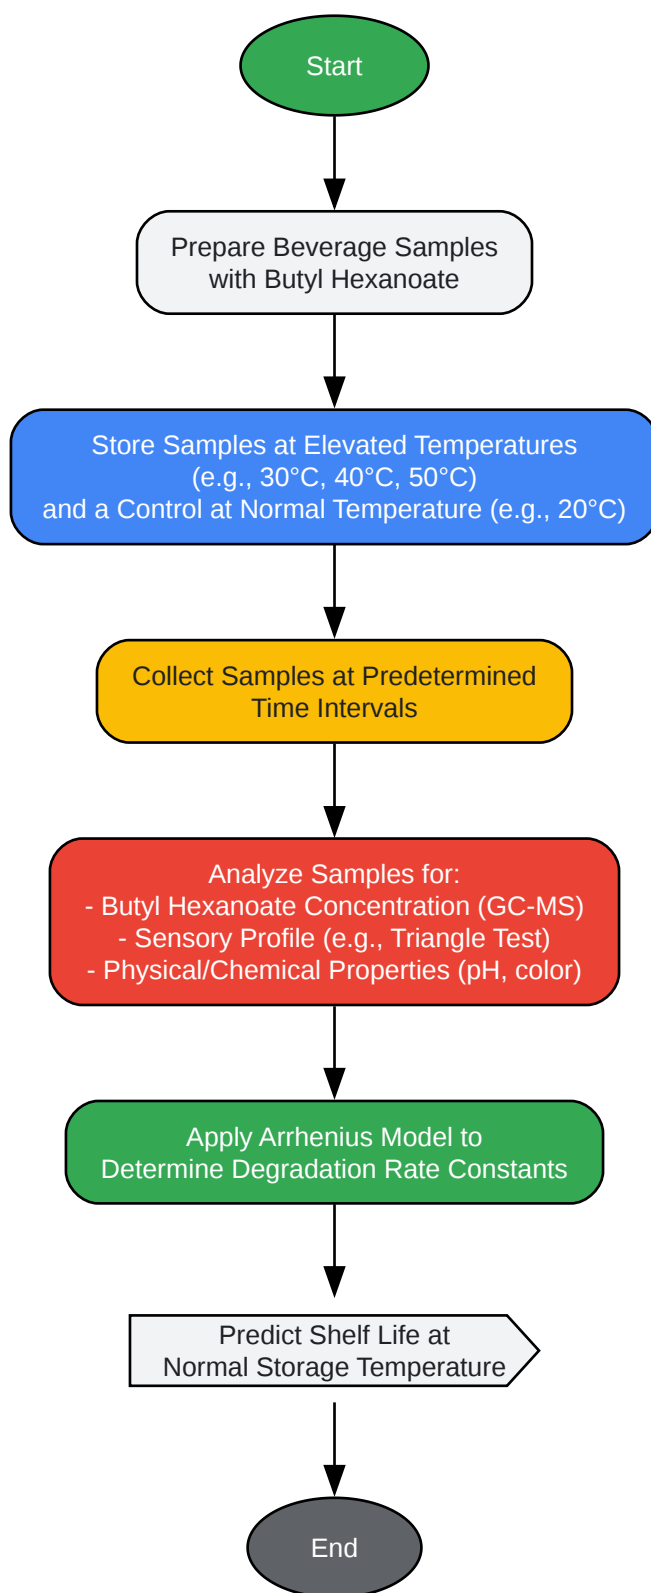 Start
Prepare Beverage Samples
with Butyl Hexanoate
Store Samples at Elevated Temperatures
(e.g., 30°C, 40°C, 50°C)
and a Control at Normal Temperature (e.g., 20°C)
Collect Samples at Predetermined
Time Intervals
Analyze Samples for:
- Butyl Hexanoate Concentration (GC-MS)
- Sensory Profile (e.g., Triangle Test)
- Physical/Chemical Properties (pH, color)
Apply Arrhenius Model to
Determine Degradation Rate Constants
Predict Shelf Life at
Normal Storage Temperature
End